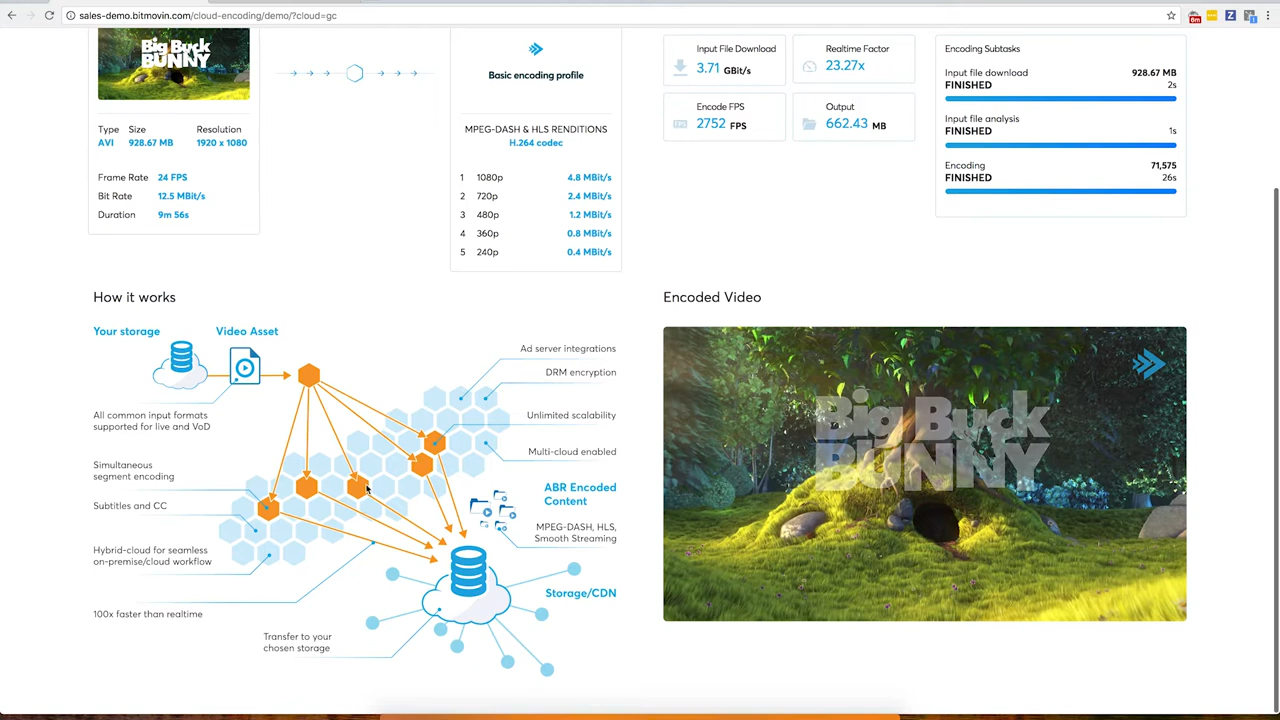 sales-demo.bitmovin.com/cloud-encoding/demo/?cloud=gc
6m
Z
1
Big Buck
BUNNY
Type Size Resolution
AVI 928.67 MB 1920 x 1080
Frame Rate 24 FPS
Bit Rate 12.5 MBit/s
Duration 9m 56s
Basic encoding profile
MPEG-DASH & HLS RENDITIONS
H.264 codec
1 1080p 4.8 MBit/s
2 720p 2.4 MBit/s
3 480p 1.2 MBit/s
4 360p 0.8 MBit/s
5 240p 0.4 MBit/s
Input File Download
3.71 GBit/s
Realtime Factor
23.27x
Encode FPS
FPS 2752 FPS
Output
662.43 MB
Encoding Subtasks
Input file download 928.67 MB
FINISHED 2s
Input file analysis
FINISHED 1s
Encoding 71,575
FINISHED 26s
How it works
Your storage
Video Asset
All common input formats
supported for live and VoD
Simultaneous
segment encoding
Subtitles and CC
Hybrid-cloud for seamless
on-premise/cloud workflow
100x faster than realtime
Transfer to your
chosen storage
Ad server integrations
DRM encryption
Unlimited scalability
Multi-cloud enabled
ABR Encoded
Content
MPEG-DASH, HLS,
Smooth Streaming
Storage/CDN
Encoded Video
Big Buck
BUNNY